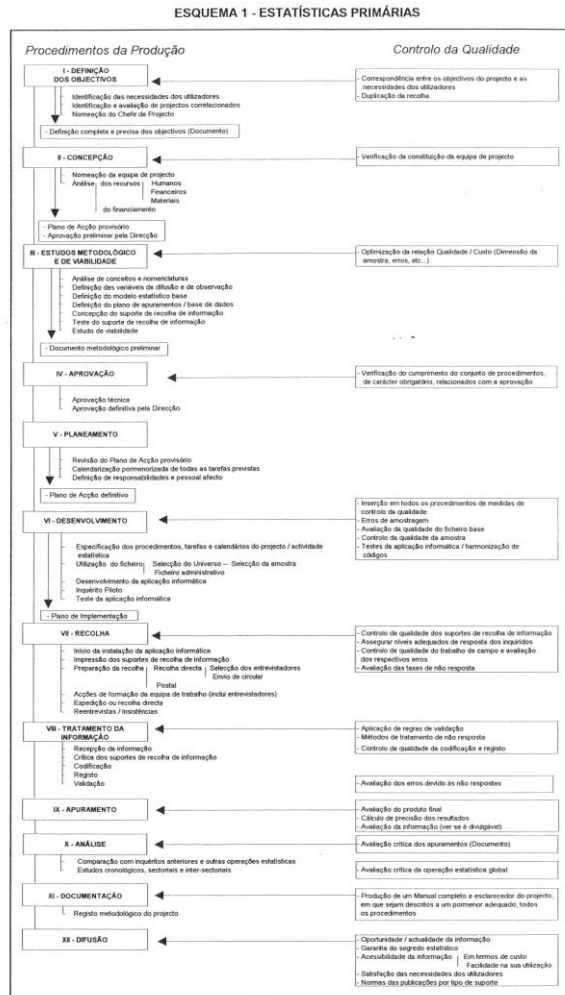 ESQUEMA 1 - ESTATÍSTICAS PRIMÁRIAS
Procedimentos da Produção
Controlo da Qualidade
I - DEFINIÇÃO
DOS OBJECTIVOS
- Correspondência entre os objectivos do projecto e as
necessidades dos utilizadores
- Duplicação da recolha
Identificação das necessidades dos utilizadores
Identificação e avaliação de projectos correlacionados
Nomeação do Chefe de Projecto
- Definição completa e precisa dos objectivos (Documento)
II - CONCEPÇÃO
- Verificação da constituição da equipa de projecto
Nomeação da equipa de projecto
Análise dos recursos Humanos
Financeiros
Materiais
do financiamento
- Plano de Acção provisório
- Aprovação preliminar pela Direcção
III - ESTUDOS METODOLÓGICO
E DE VIABILIDADE
- Optimização da relação Qualidade / Custo (Dimensão da
amostra, erros, etc...)
Análise de conceitos e nomenclaturas
Definição das variáveis de difusão e de observação
Definição do modelo estatístico base
Definição do plano de apuramentos / base de dados
Concepção do suporte de recolha de informação
Teste do suporte de recolha de informação
Estudo de viabilidade
- Documento metodológico preliminar
IV - APROVAÇÃO
- Verificação do cumprimento do conjunto de procedimentos,
de carácter obrigatório, relacionados com a aprovação
Aprovação técnica
Aprovação definitiva pela Direcção
V - PLANEAMENTO
Revisão do Plano de Acção provisório
Calendarização pormenorizada de todas as tarefas previstas
Definição de responsabilidades e pessoal afecto
- Plano de Acção definitivo
VI - DESENVOLVIMENTO
- Inserção em todos os procedimentos de medidas de
controlo da qualidade
- Erros de amostragem
- Avaliação da qualidade do ficheiro base
- Controlo da qualidade da amostra
- Testes da aplicação informática / harmonização de
códigos
Especificação dos procedimentos, tarefas e calendários do projecto / actividade
estatística
Utilização do ficheiro Selecção do Universo – Selecção da amostra
Ficheiro administrativo
Desenvolvimento da aplicação informática
Inquérito Piloto
Teste da aplicação informática
- Plano de Implementação
VII - RECOLHA
- Controlo de qualidade dos suportes de recolha de informação
- Assegurar níveis adequados de resposta dos inquiridos
- Controlo de qualidade do trabalho de campo e avaliação
dos respectivos erros
- Avaliação das taxas de não resposta
Início da instalação da aplicação informática
Impressão dos suportes de recolha de informação
Preparação da recolha Recolha directa Selecção dos entrevistadores
Envio de circular
Postal
Acções de formação da equipa de trabalho (inclui entrevistadores)
Expedição ou recolha directa
Reentrevistas / Insistências
VIII - TRATAMENTO DA
INFORMAÇÃO
- Aplicação de regras de validação
- Métodos de tratamento de não resposta
- Controlo da qualidade da codificação e registo
Recepção da informação
Crítica dos suportes de recolha de informação
Codificação
Registo
Validação
- Avaliação dos erros devido às não respostas
IX - APURAMENTO
- Avaliação do produto final
- Cálculo de precisão dos resultados
- Avaliação da informação (ver se é divulgável)
X - ANÁLISE
- Avaliação crítica dos apuramentos (Documento)
Comparação com inquéritos anteriores e outras operações estatísticas
Estudos cronológicos, sectoriais e inter-sectoriais
- Avaliação crítica da operação estatística global
XI - DOCUMENTAÇÃO
- Produção de um Manual completo e esclarecedor do projecto,
em que sejam descritos a um pormenor adequado, todos
os procedimentos
Registo metodológico do projecto
XII - DIFUSÃO
- Oportunidade / actualidade da informação
- Garantia do segredo estatístico
- Acessibilidade da informação Em termos de custo
Facilidade na sua utilização
- Satisfação das necessidades dos utilizadores
- Normas das publicações por tipo de suporte